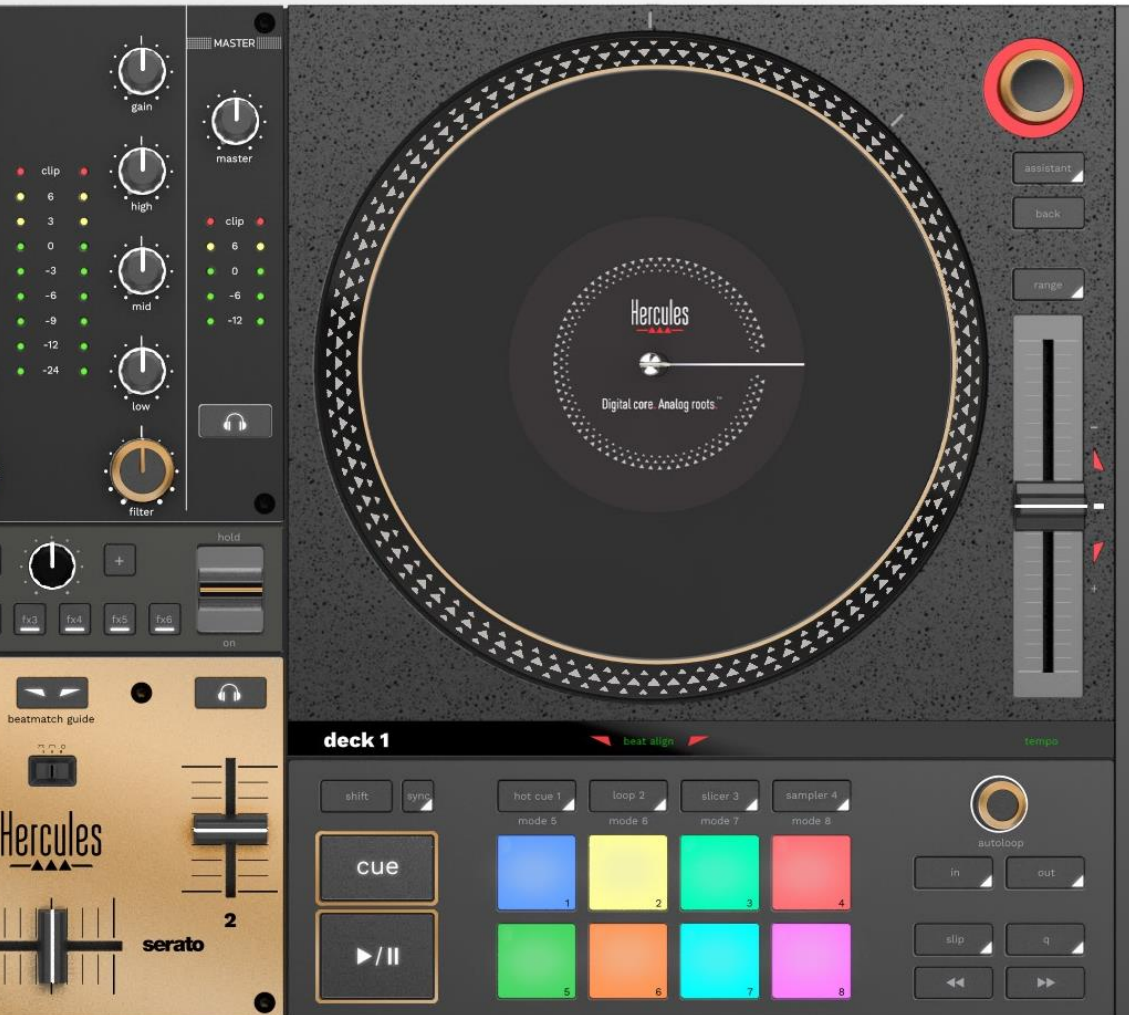 MASTER
gain
master
high
mid
low
filter
clip
6
3
0
-3
-6
-9
-12
-24
clip
6
0
-6
-12
Hercules
Digital core. Analog roots.™
assistant
back
range
-
+
+
hold
on
fx3
fx4
fx5
fx6
beatmatch guide
Hercules
serato
2
deck 1
beat align
tempo
shift
sync
hot cue 1
loop 2
slicer 3
sampler 4
mode 5
mode 6
mode 7
mode 8
cue
1
2
3
4
5
6
7
8
autoloop
in
out
slip
q